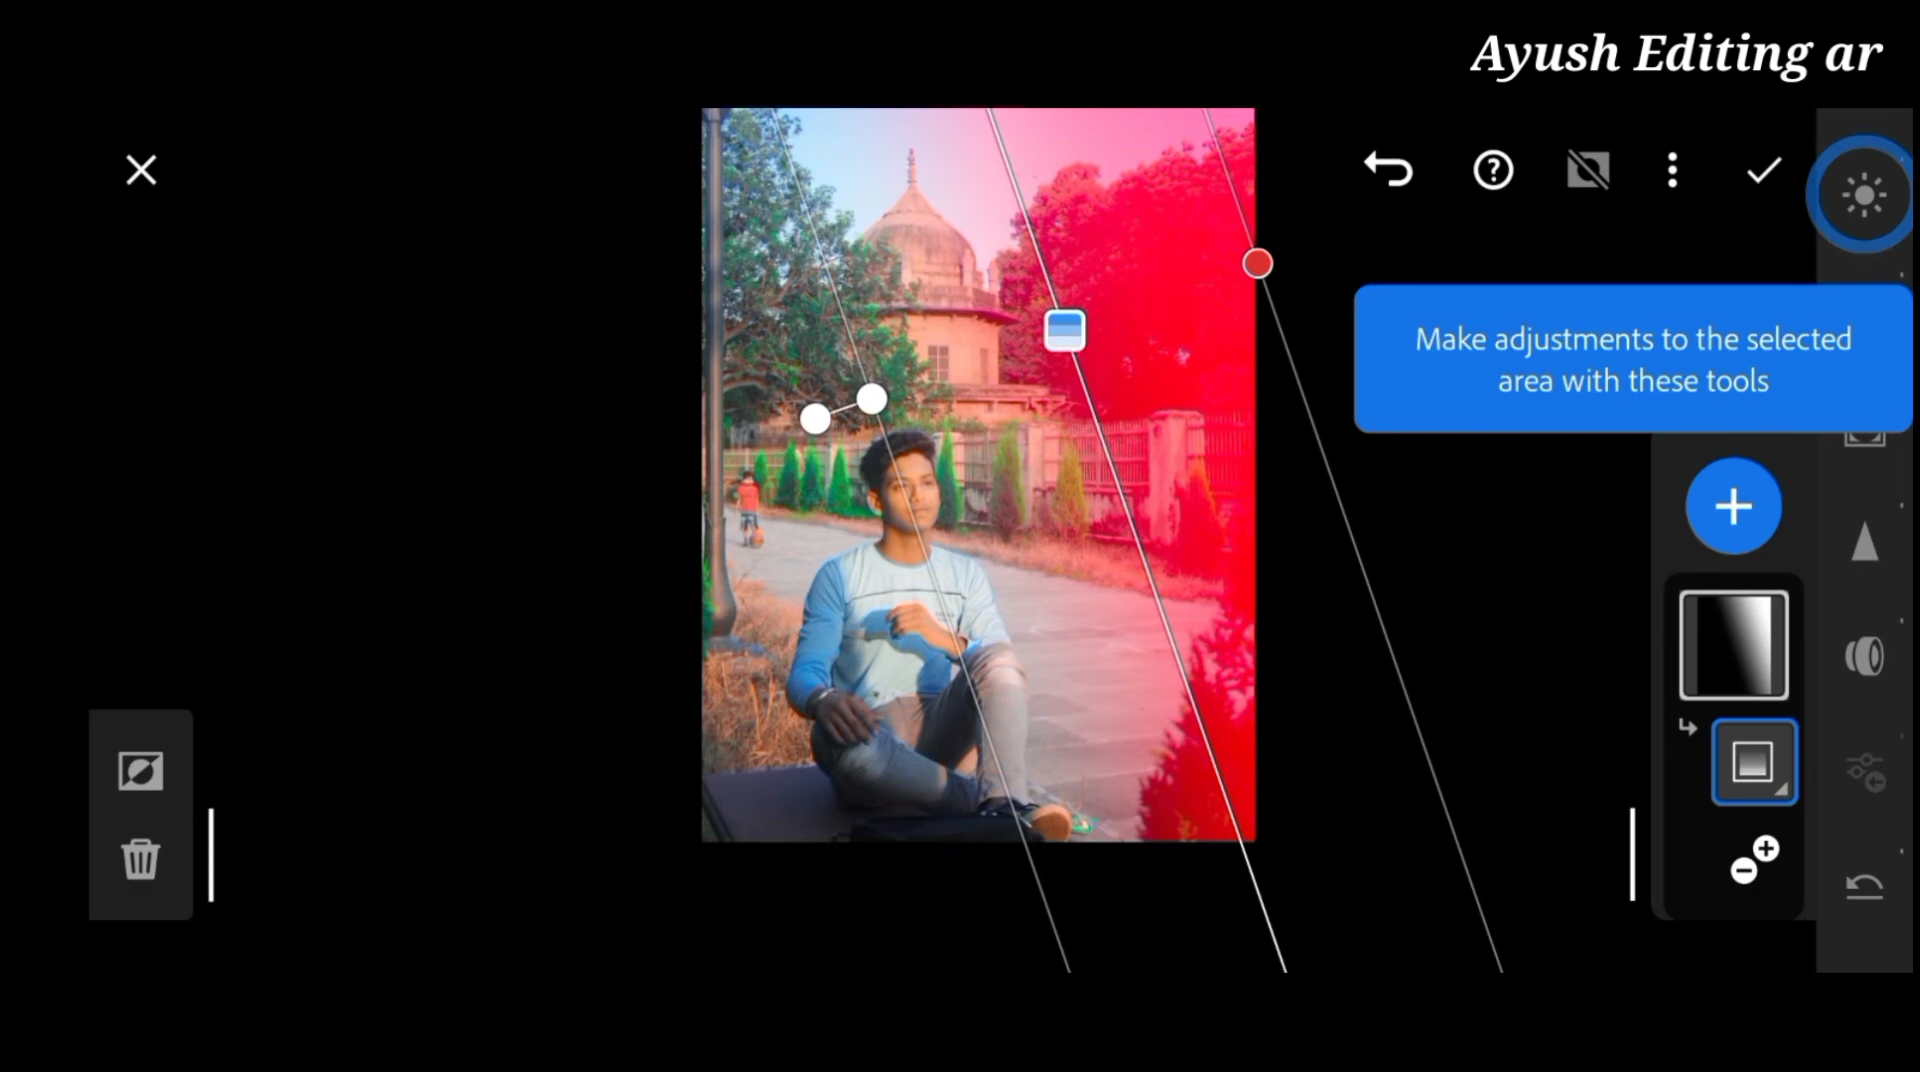 Ayush Editing ar
Make adjustments to the selected
area with these tools